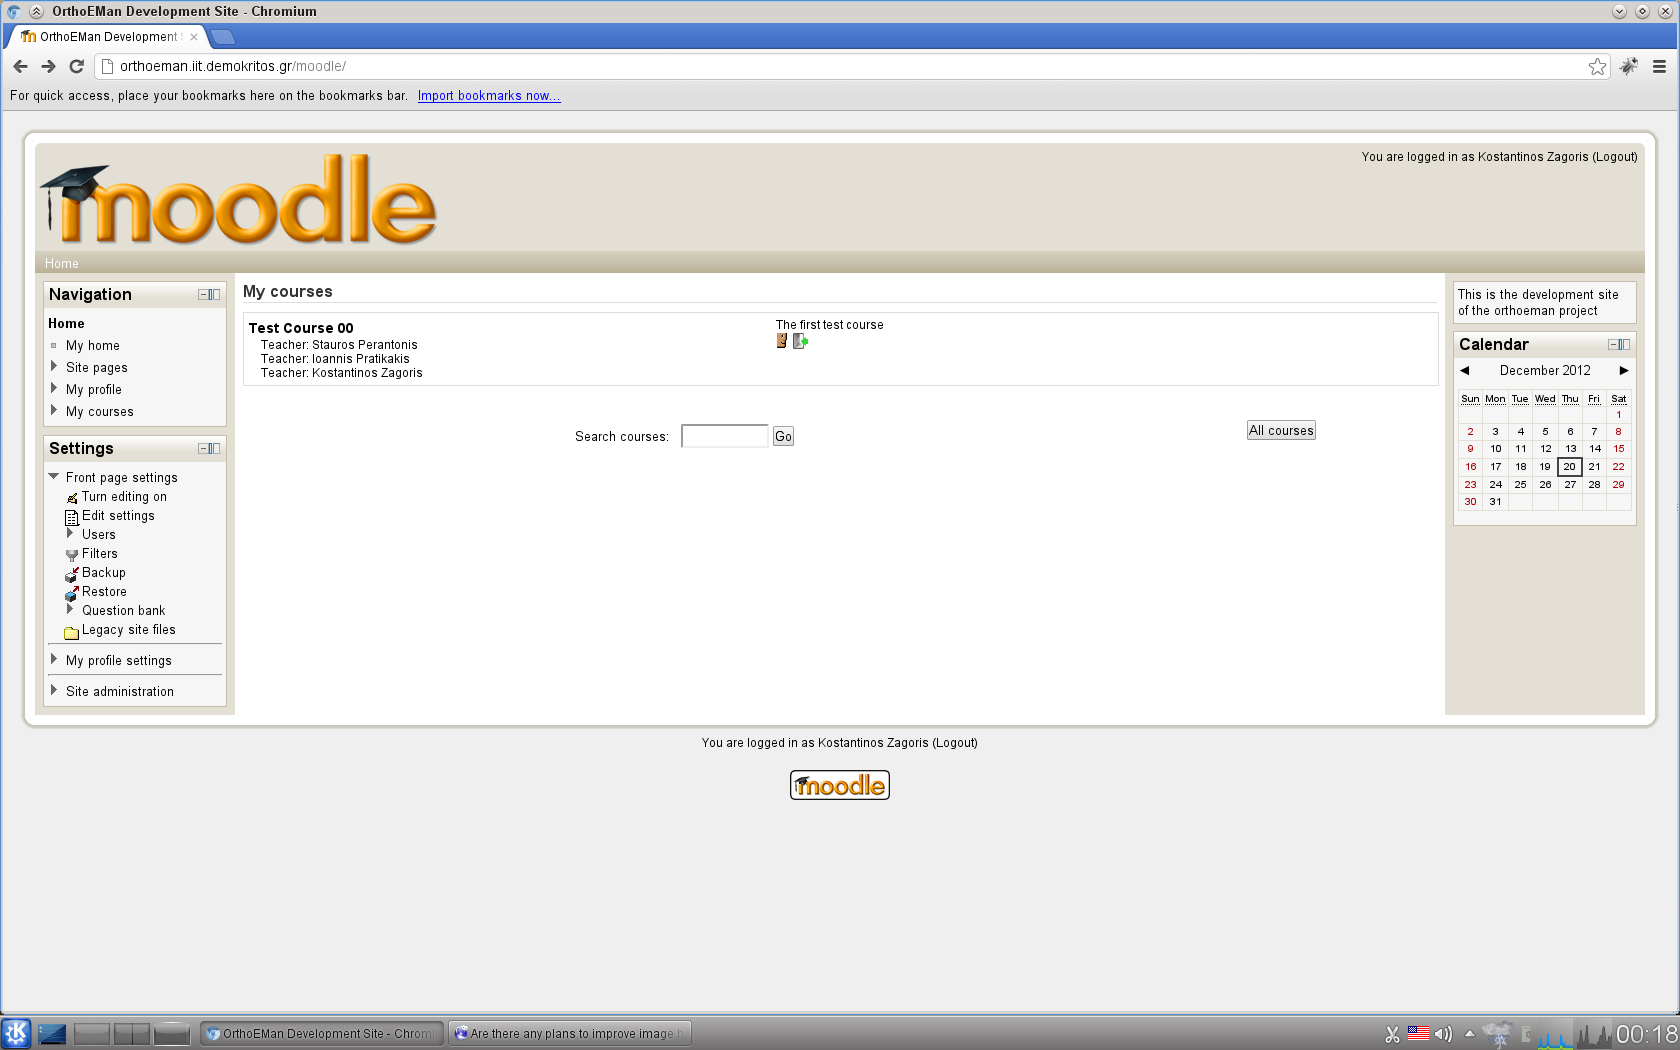 OrthoEMan Development Site - Chromium
OrthoEMan Development
orthoeman.iit.demokritos.gr/moodle/
For quick access, place your bookmarks here on the bookmarks bar. Import bookmarks now...
You are logged in as Kostantinos Zagoris (Logout)
moodle
Home
Navigation
Home
My home
Site pages
My profile
My courses
Settings
Front page settings
Turn editing on
Edit settings
Users
Filters
Backup
Restore
Question bank
Legacy site files
My profile settings
Site administration
My courses
Test Course 00
Teacher: Stauros Perantonis
Teacher: Ioannis Pratikakis
Teacher: Kostantinos Zagoris
The first test course
Search courses: Go
All courses
This is the development site
of the orthoeman project
Calendar
◄ December 2012 ►
Sun Mon Tue Wed Thu Fri Sat
1
2 3 4 5 6 7 8
9 10 11 12 13 14 15
16 17 18 19 20 21 22
23 24 25 26 27 28 29
30 31
You are logged in as Kostantinos Zagoris (Logout)
moodle
OrthoEMan Development Site - Chromi
Are there any plans to improve image h
00:18